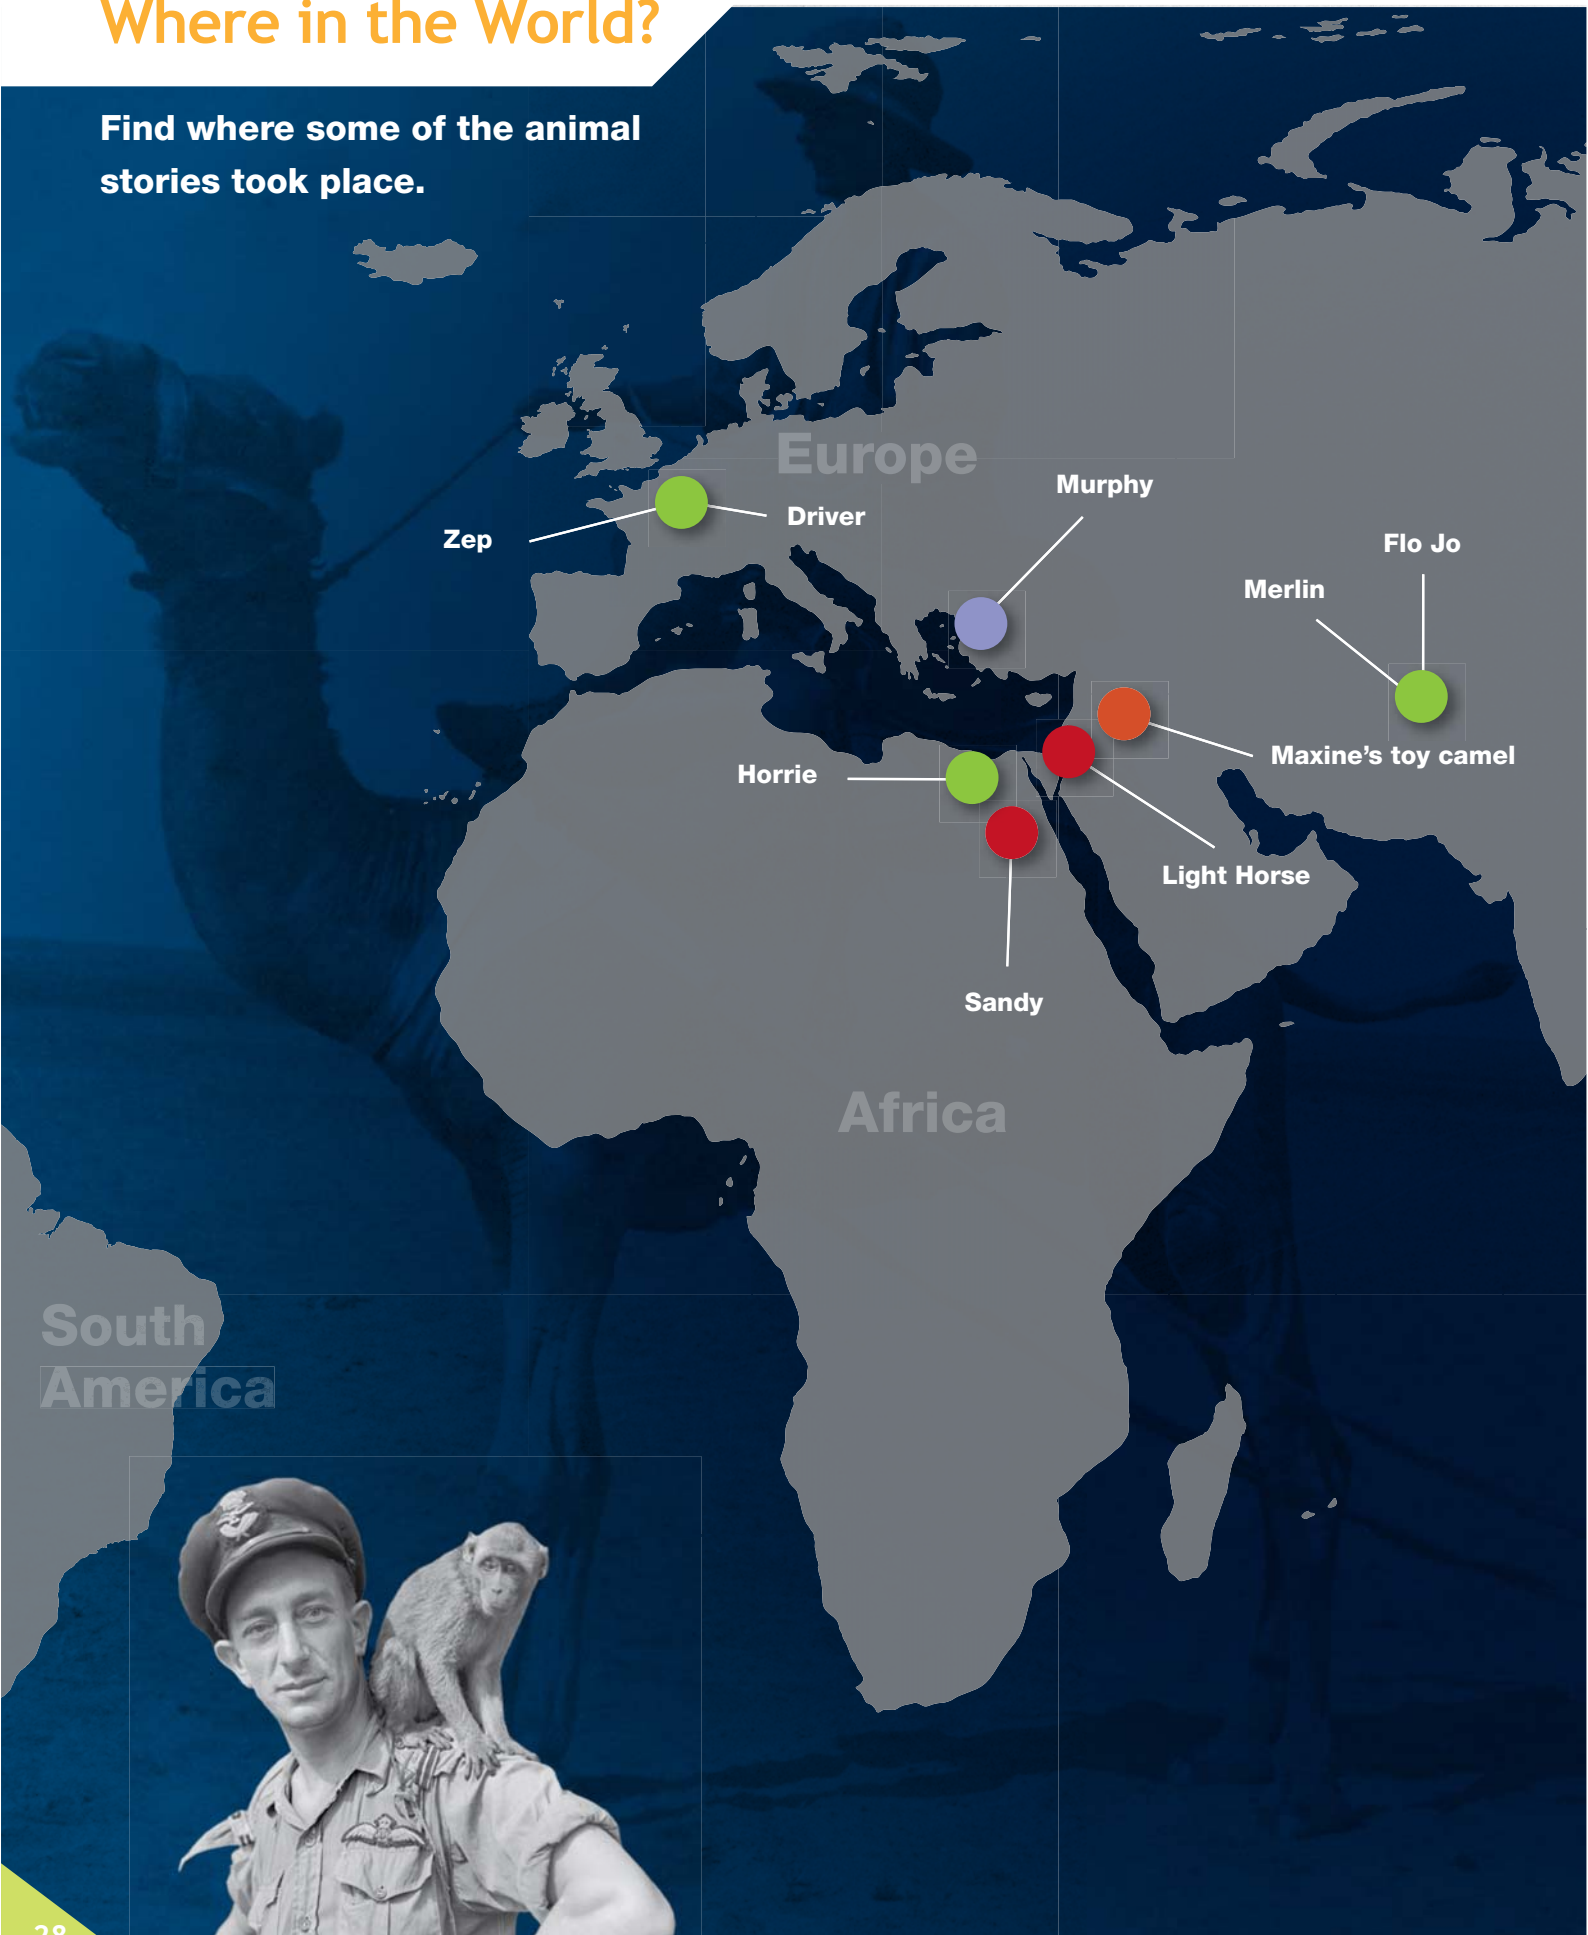 Where in the World?
Find where some of the animal
stories took place.
Europe
Murphy
Zep
Driver
Flo Jo
Merlin
Maxine’s toy camel
Horrie
Light Horse
Sandy
Africa
South
America
28